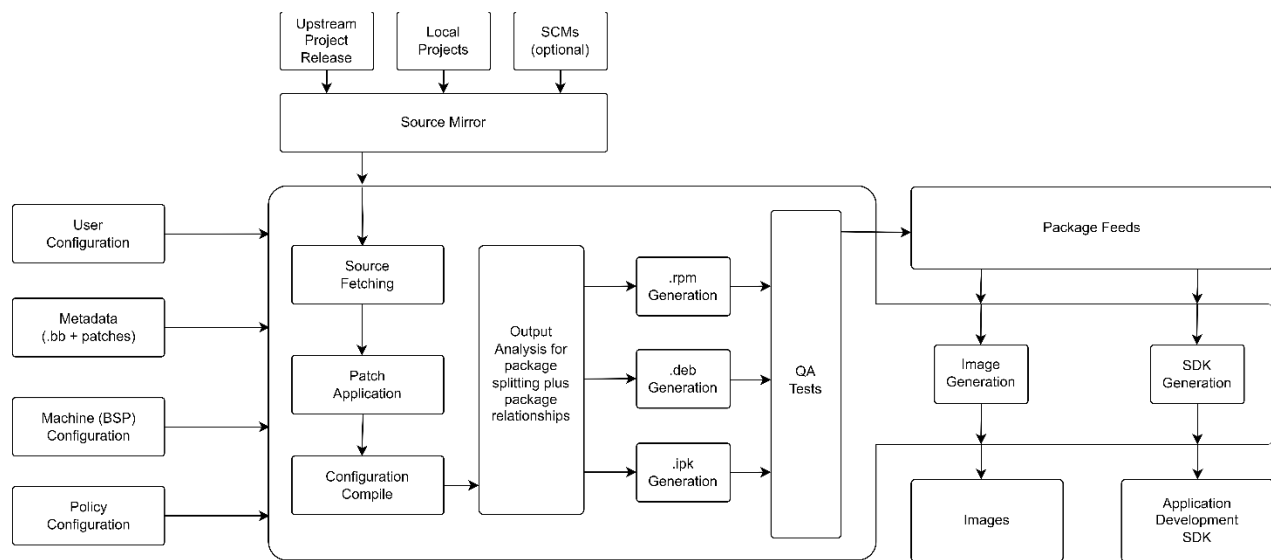 Upstream
Project
Release
Local
Projects
SCMs
(optional)
Source Mirror
User
Configuration
Metadata
(.bb + patches)
Machine (BSP)
Configuration
Policy
Configuration
Source
Fetching
Patch
Application
Configuration
Compile
Output
Analysis for
package
splitting plus
package
relationships
.rpm
Generation
.deb
Generation
.ipk
Generation
QA
Tests
Package Feeds
Image
Generation
SDK
Generation
Images
Application
Development
SDK